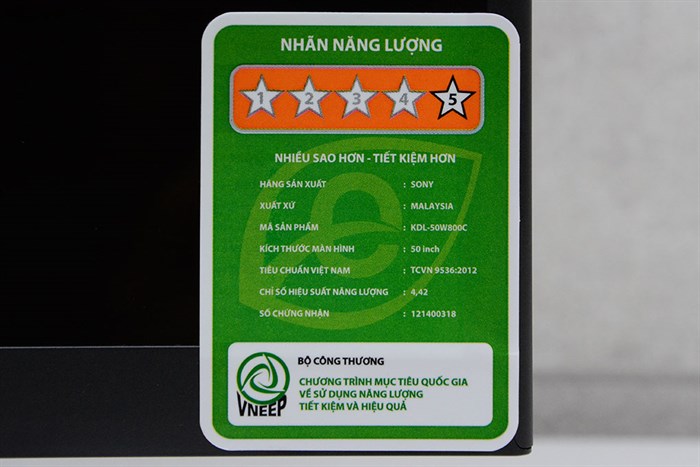 NHÃN NĂNG LƯỢNG
1 2 3 4 5
NHIỀU SAO HƠN - TIẾT KIỆM HƠN
HÃNG SẢN XUẤT : SONY
XUẤT XỨ : MALAYSIA
MÃ SẢN PHẨM : KDL-50W800C
KÍCH THƯỚC MÀN HÌNH : 50 inch
TIÊU CHUẨN VIỆT NAM : TCVN 9536:2012
CHỈ SỐ HIỆU SUẤT NĂNG LƯỢNG : 4,42
SỐ CHỨNG NHẬN : 121400318
BỘ CÔNG THƯƠNG
CHƯƠNG TRÌNH MỤC TIÊU QUỐC GIA
VỀ SỬ DỤNG NĂNG LƯỢNG
TIẾT KIỆM VÀ HIỆU QUẢ
VNEEP